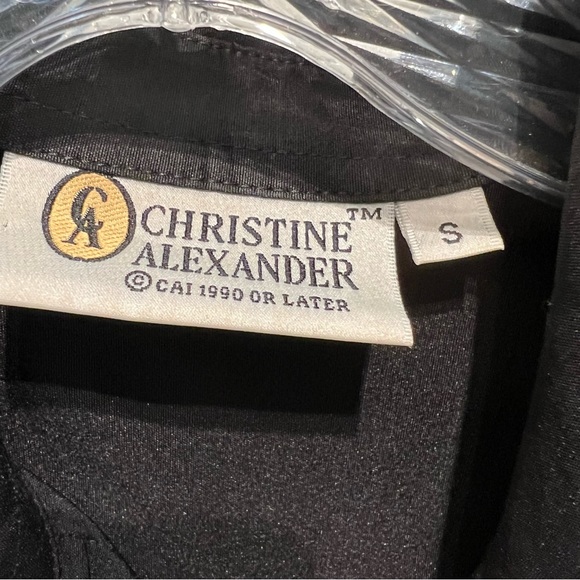 CA
CHRISTINE™
ALEXANDER
© CAI 1990 OR LATER
S